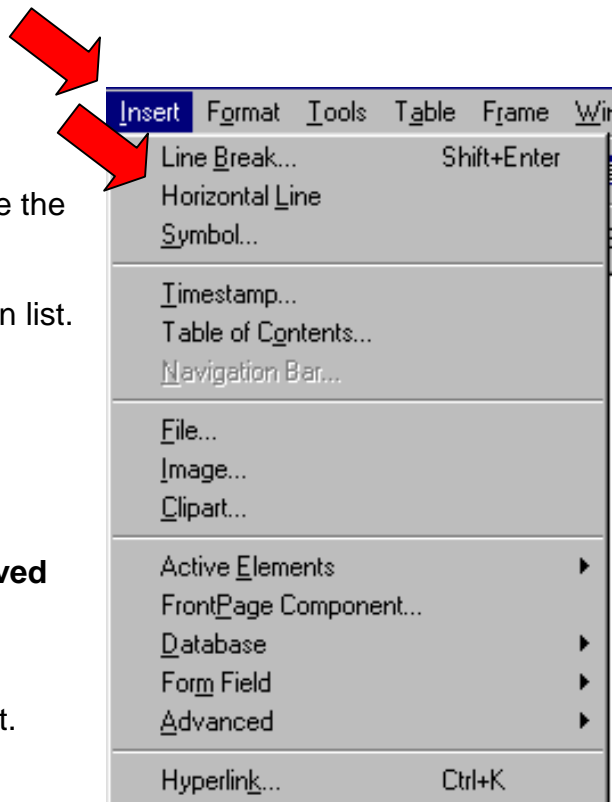 Insert Format Tools Table Frame
Line Break... Shift+Enter
e the
Horizontal Line
Symbol...
Timestamp...
n list.
Table of Contents...
Navigation Bar...
File...
Image...
Clipart...
ved
Active Elements
FrontPage Component...
Database
Form Field
t.
Advanced
Hyperlink... Ctrl+K